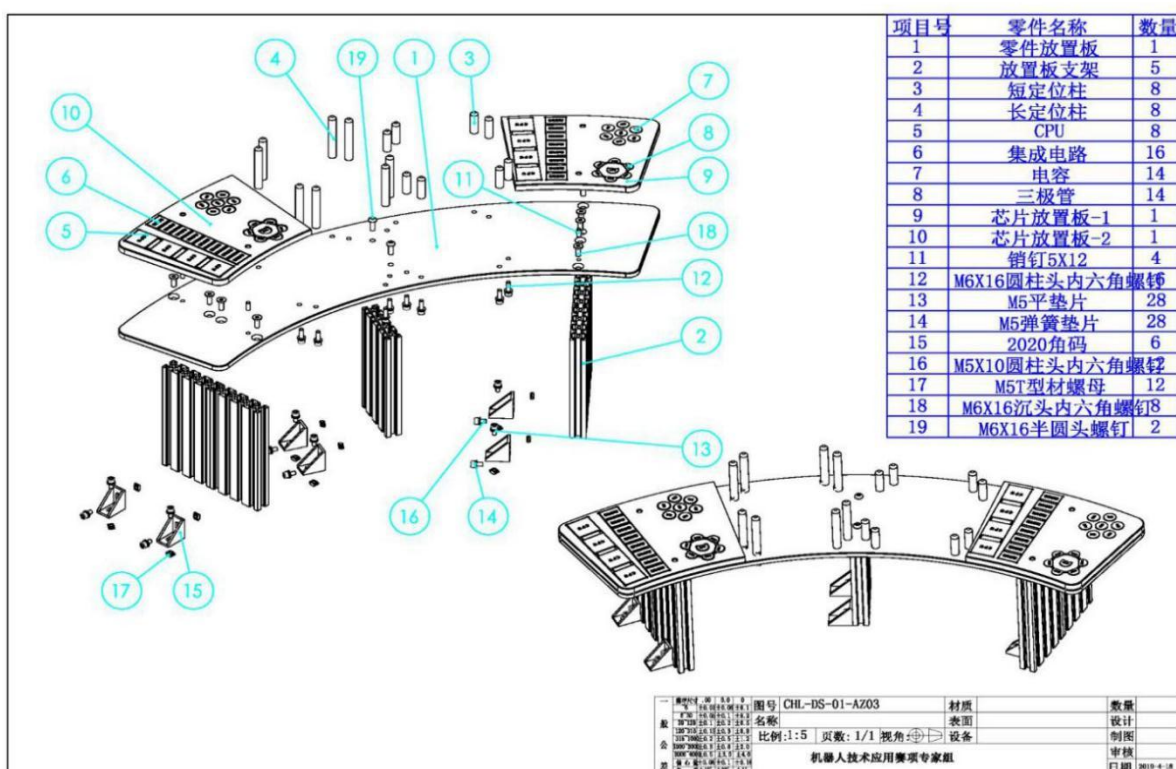 项目号 零件名称 数量
1 零件放置板 1
2 放置板支架 5
3 短定位柱 8
4 长定位柱 8
5 CPU 8
6 集成电路 16
7 电容 14
8 三极管 14
9 芯片放置板-1 1
10 芯片放置板-2 1
11 销钉5X12 4
12 M6X16圆柱头内六角螺钉
13 M5平垫片 28
14 M5弹簧垫片 28
15 2020角码 6
16 M5X10圆柱头内六角螺钉
17 M5T型材螺母 12
18 M6X16沉头内六角螺钉 8
19 M6X16半圆头螺钉 2
4
19
1
3
7
10
8
6
11
9
5
18
12
2
13
16
14
17
15
图号 CHL-DS-01-AZ03 材质 数量
名称 表面 设计
比例:1:5 页数: 1/1 视角: 设备 制图
机器人技术应用赛项专家组 审核
日期
一
般
公
差